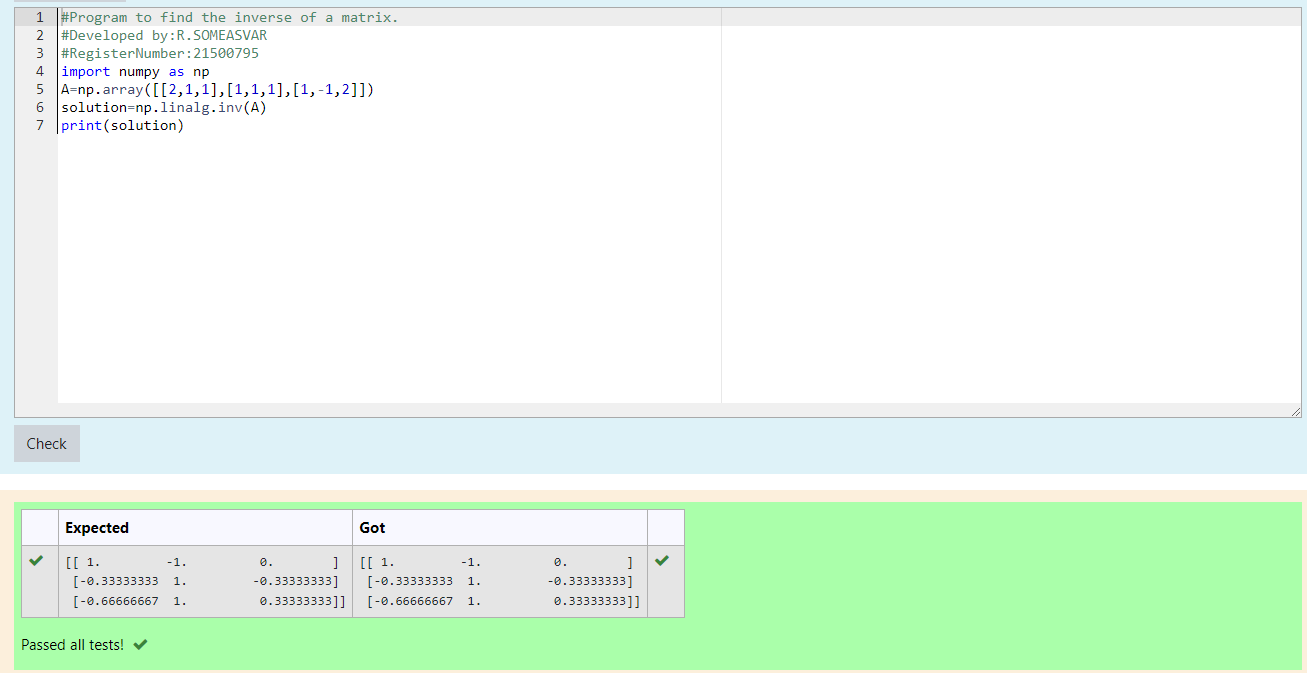 1 #Program to find the inverse of a matrix.
2 #Developed by:R.SOMEASVAR
3 #RegisterNumber:21500795
4 import numpy as np
5 A=np.array([[2,1,1],[1,1,1],[1,-1,2]])
6 solution=np.linalg.inv(A)
7 print(solution)
Check
Expected Got
[[ 1. -1. 0. ] [[ 1. -1. 0. ]
[-0.33333333 1. -0.33333333] [-0.33333333 1. -0.33333333]
[-0.66666667 1. 0.33333333]] [-0.66666667 1. 0.33333333]]
Passed all tests!